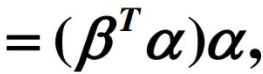 = (β^T α)α,